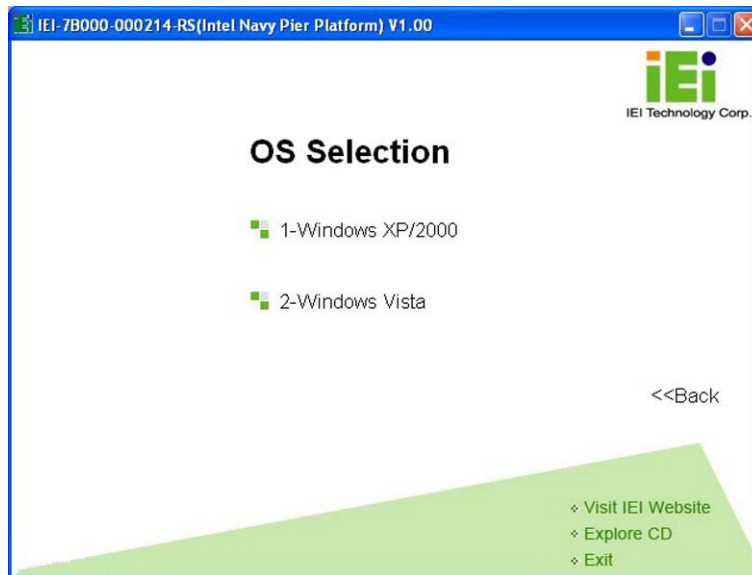 IEI-7B000-000214-RS(Intel Navy Pier Platform) V1.00
iEi
IEI Technology Corp.
OS Selection
1-Windows XP/2000
2-Windows Vista
<<Back
Visit IEI Website
Explore CD
Exit